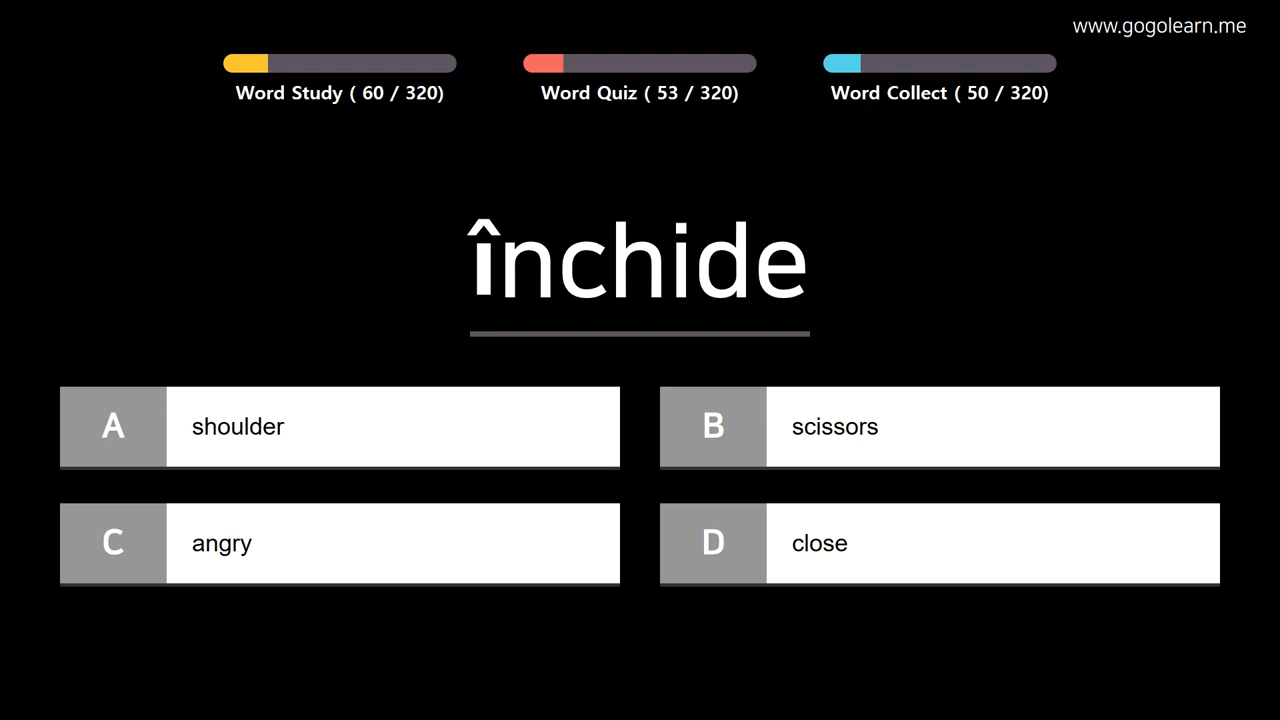 www.gogolearn.me
Word Study ( 60 / 320)
Word Quiz ( 53 / 320)
Word Collect ( 50 / 320)
închide
A shoulder
B scissors
C angry
D close